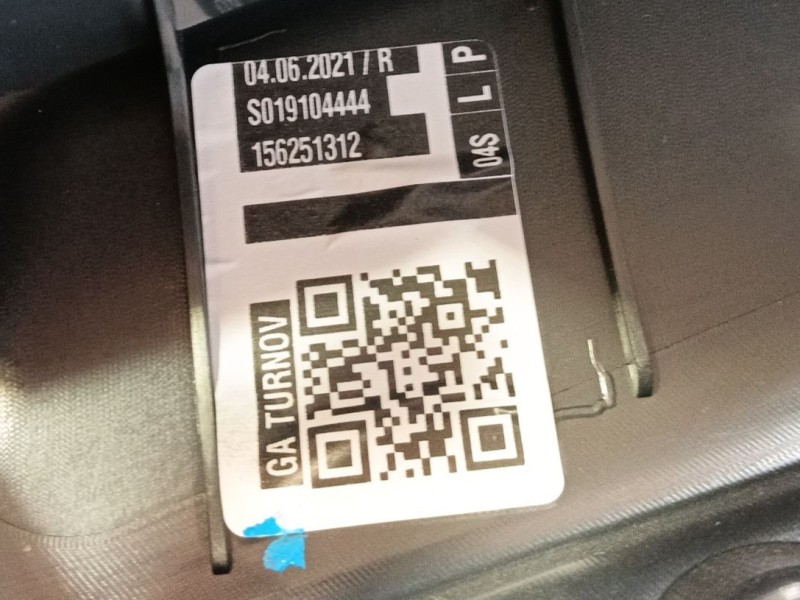 04.06.2021 / R
S019104444
156251312
P
L
04S
GA TURNOV